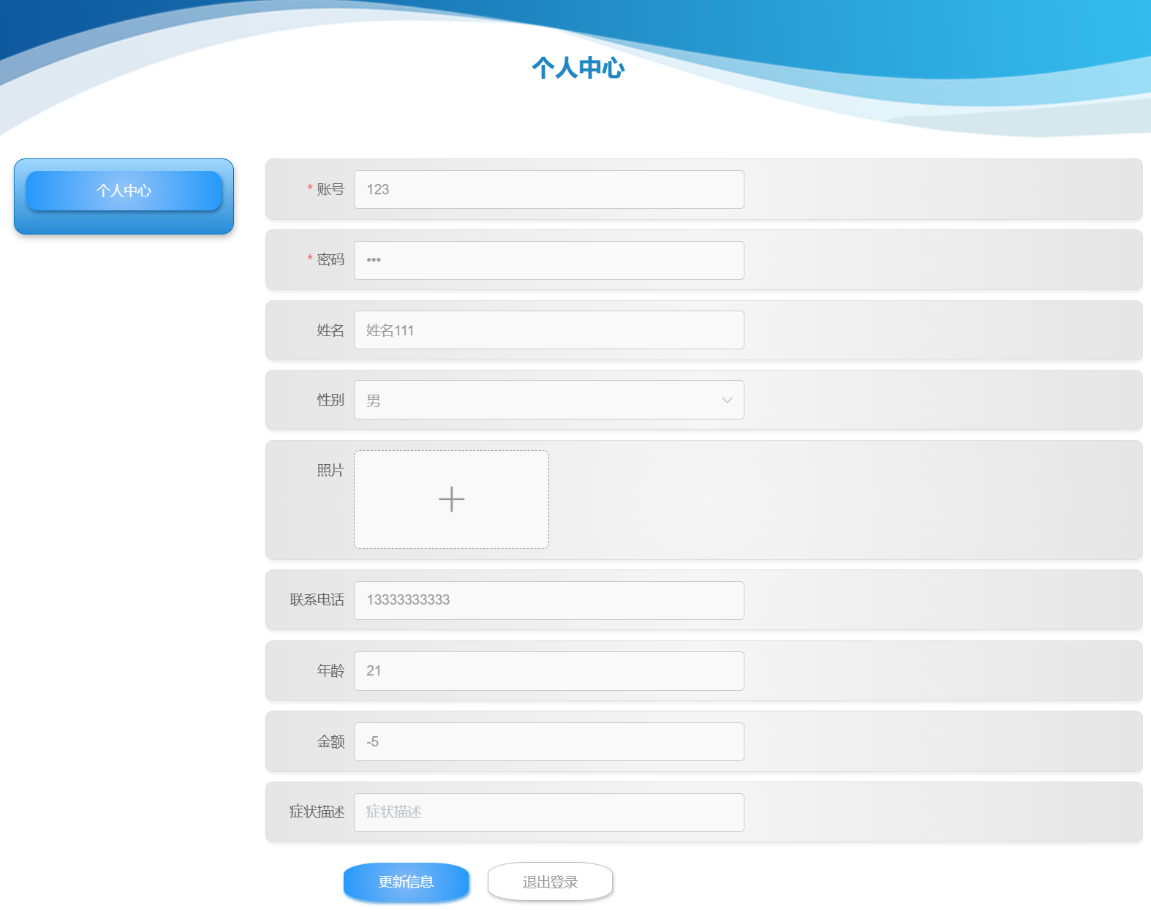 个人中心
个人中心
* 账号 123
* 密码 •••
姓名 姓名111
性别 男
照片
联系电话 13333333333
年龄 21
金额 -5
症状描述 症状描述
更新信息 退出登录